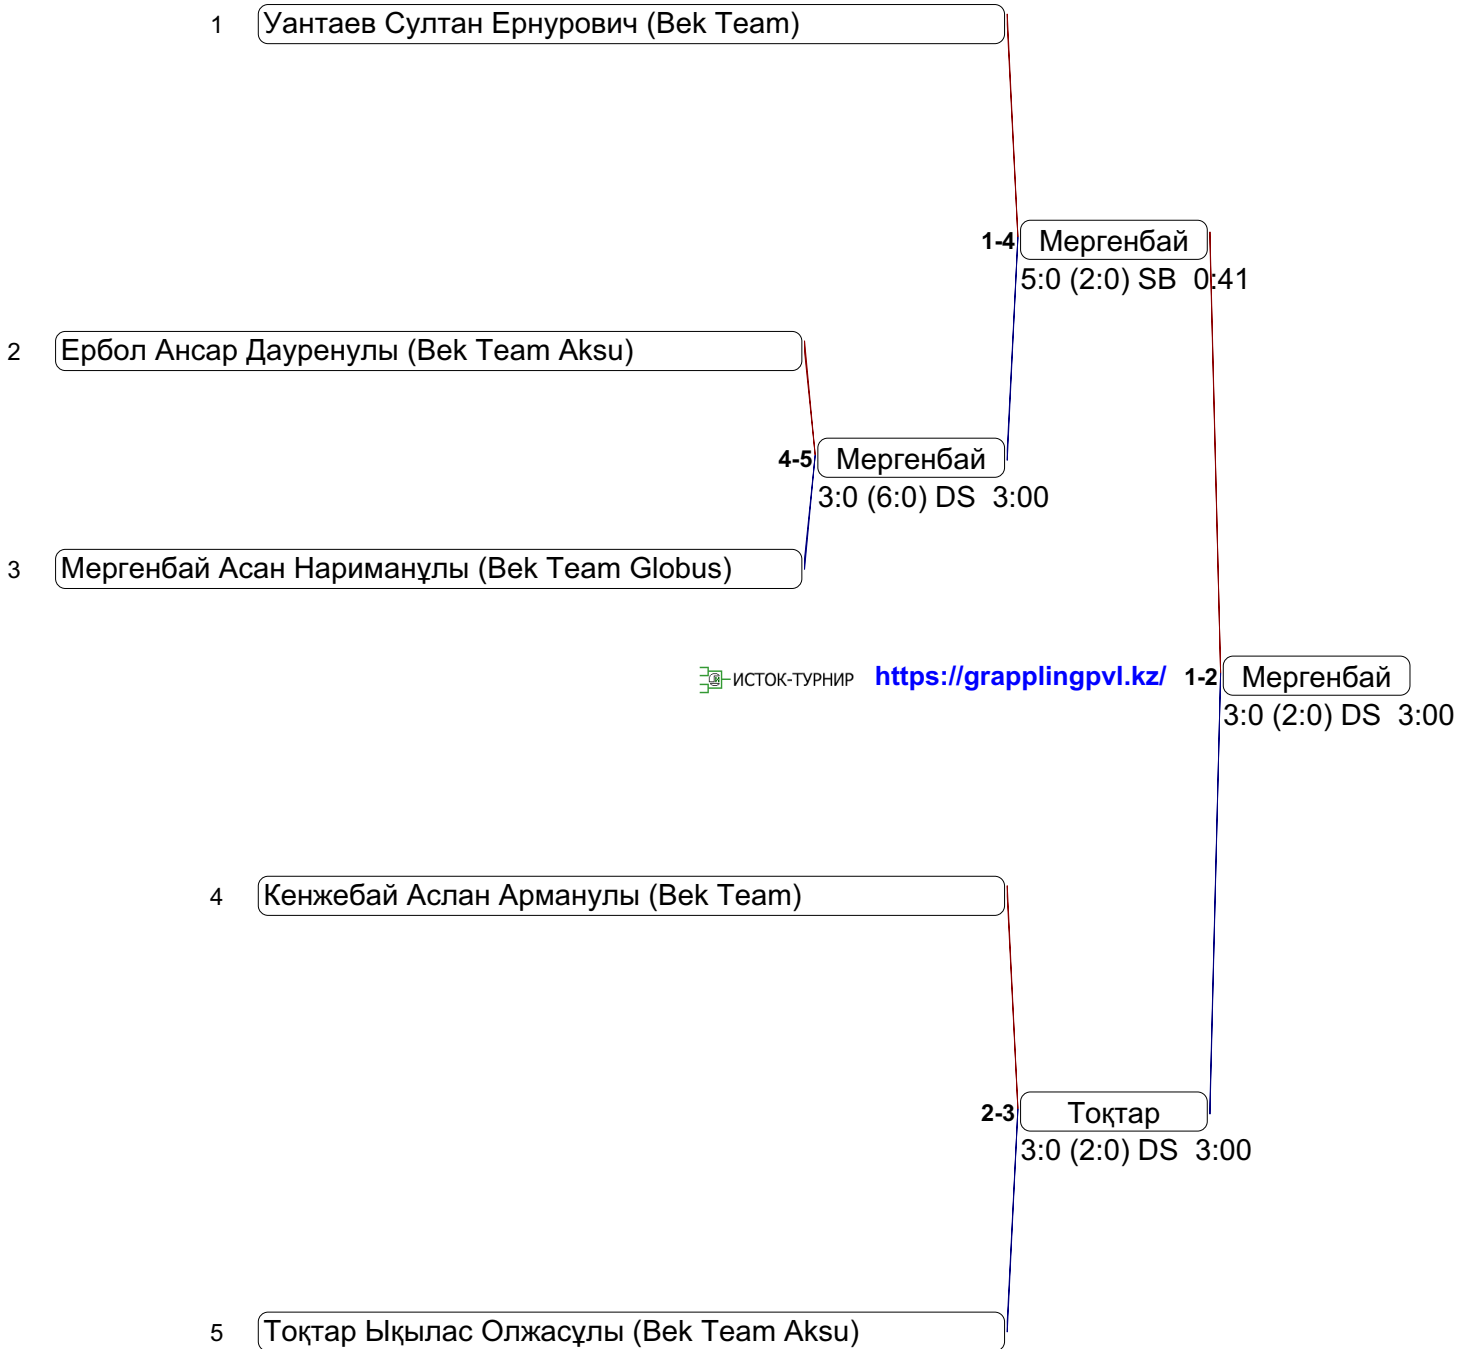 1 Уантаев Султан Ернурович (Bek Team)
1-4 Мергенбай
5:0 (2:0) SB 0:41
2 Ербол Ансар Дауренулы (Bek Team Aksu)
4-5 Мергенбай
3:0 (6:0) DS 3:00
3 Мергенбай Асан Нариманұлы (Bek Team Globus)
ИСТОК-ТУРНИР https://grapplingpvl.kz/ 1-2 Мергенбай
3:0 (2:0) DS 3:00
4 Кенжебай Аслан Арманулы (Bek Team)
2-3 Тоқтар
3:0 (2:0) DS 3:00
5 Тоқтар Ықылас Олжасұлы (Bek Team Aksu)